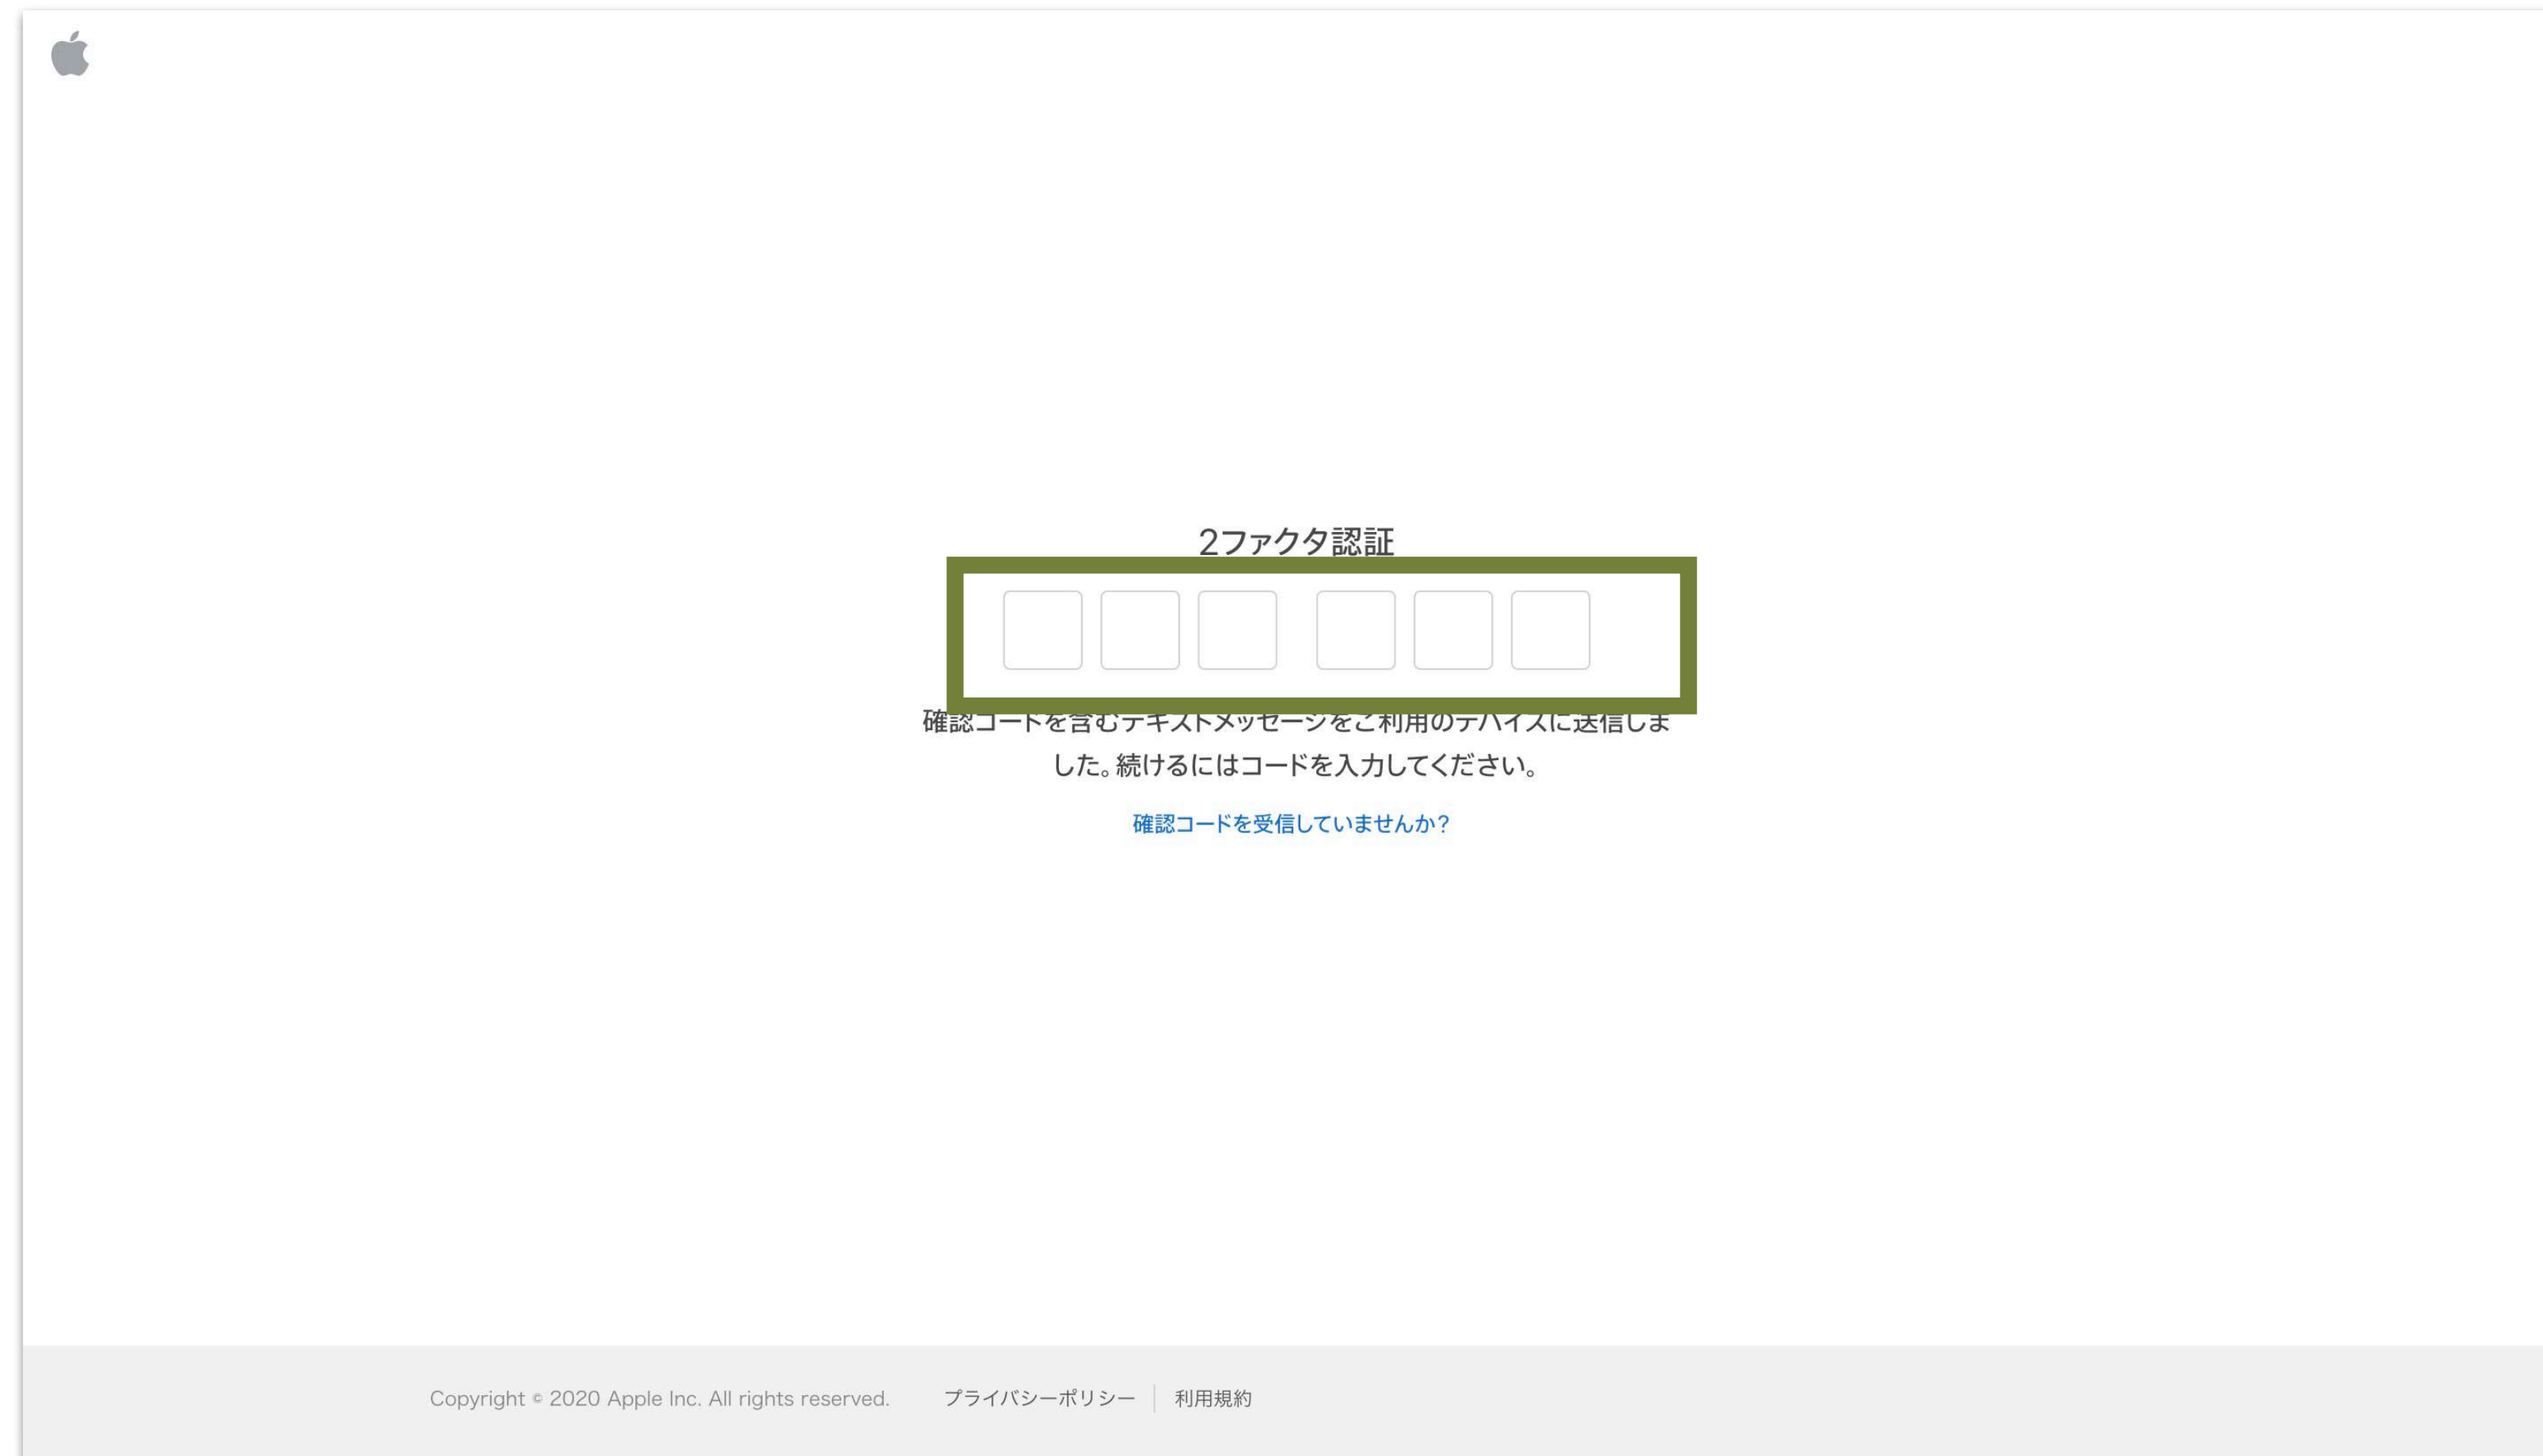 2ファクタ認証
確認コードを含むテキストメッセージをご利用のデバイスに送信しま
した。続けるにはコードを入力してください。
確認コードを受信していませんか?
Copyright © 2020 Apple Inc. All rights reserved. プライバシーポリシー 利用規約